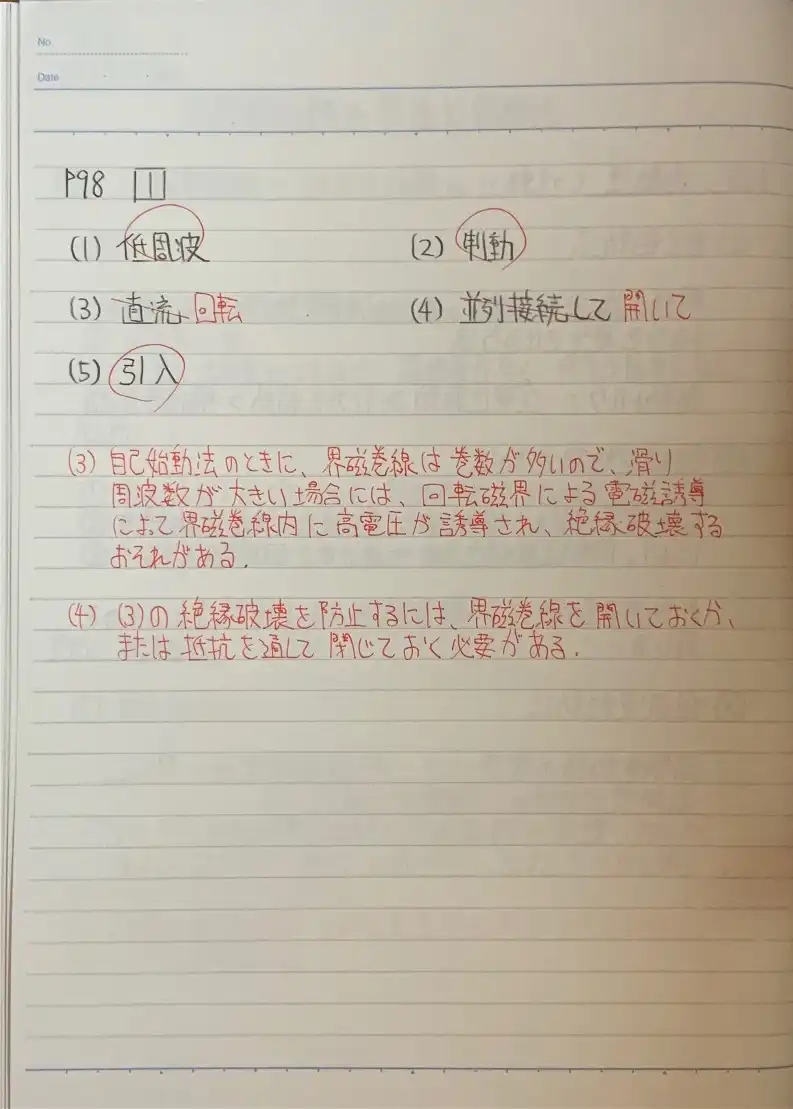 No.
Date
P98 1
(1) 低周波 (2) 制動
(3) 直流 回転 (4) 並列接続して 開いて
(5) 引入
(3) 自己始動法のときに、界磁巻線は巻数が多いので、滑り
周波数が大きい場合には、回転磁界による電磁誘導
によって界磁巻線内に高電圧が誘導され、絶縁破壊する
おそれがある.
(4) (3)の絶縁破壊を防止するには、界磁巻線を開いておくか、
または抵抗を通して閉じておく必要がある.